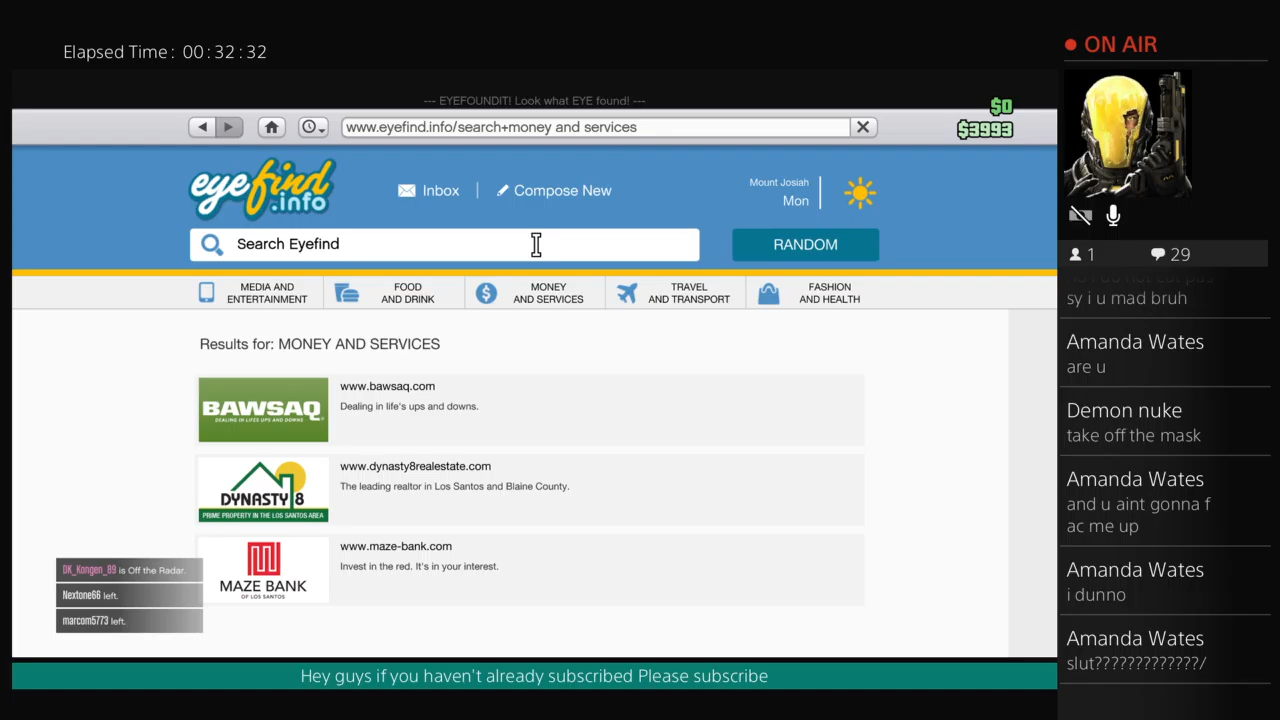 Elapsed Time: 00:32:32
ON AIR
--- EYEFOUNDIT! Look what EYE found! ---
$0
www.eyefind.info/search+money and services
$3993
eyefind
.info
Inbox
Compose New
Mount Josiah
Mon
Search Eyefind
RANDOM
1
29
MEDIA AND
ENTERTAINMENT
FOOD
AND DRINK
MONEY
AND SERVICES
TRAVEL
AND TRANSPORT
FASHION
AND HEALTH
Results for: MONEY AND SERVICES
BAWSAQ
DEALING IN LIFE'S UPS AND DOWNS
www.bawsaq.com
Dealing in life's ups and downs.
DYNASTY 8
PRIME PROPERTY IN THE LOS SANTOS AREA
www.dynasty8realestate.com
The leading realtor in Los Santos and Blaine County.
MAZE BANK
OF LOS SANTOS
www.maze-bank.com
Invest in the red. It's in your interest.
DK_Kongen_89 is Off the Radar.
Nextone66 left.
marcom5773 left.
Hey guys if you haven't already subscribed Please subscribe
sy i u mad bruh
Amanda Wates
are u
Demon nuke
take off the mask
Amanda Wates
and u aint gonna f
ac me up
Amanda Wates
i dunno
Amanda Wates
slut?????????????/